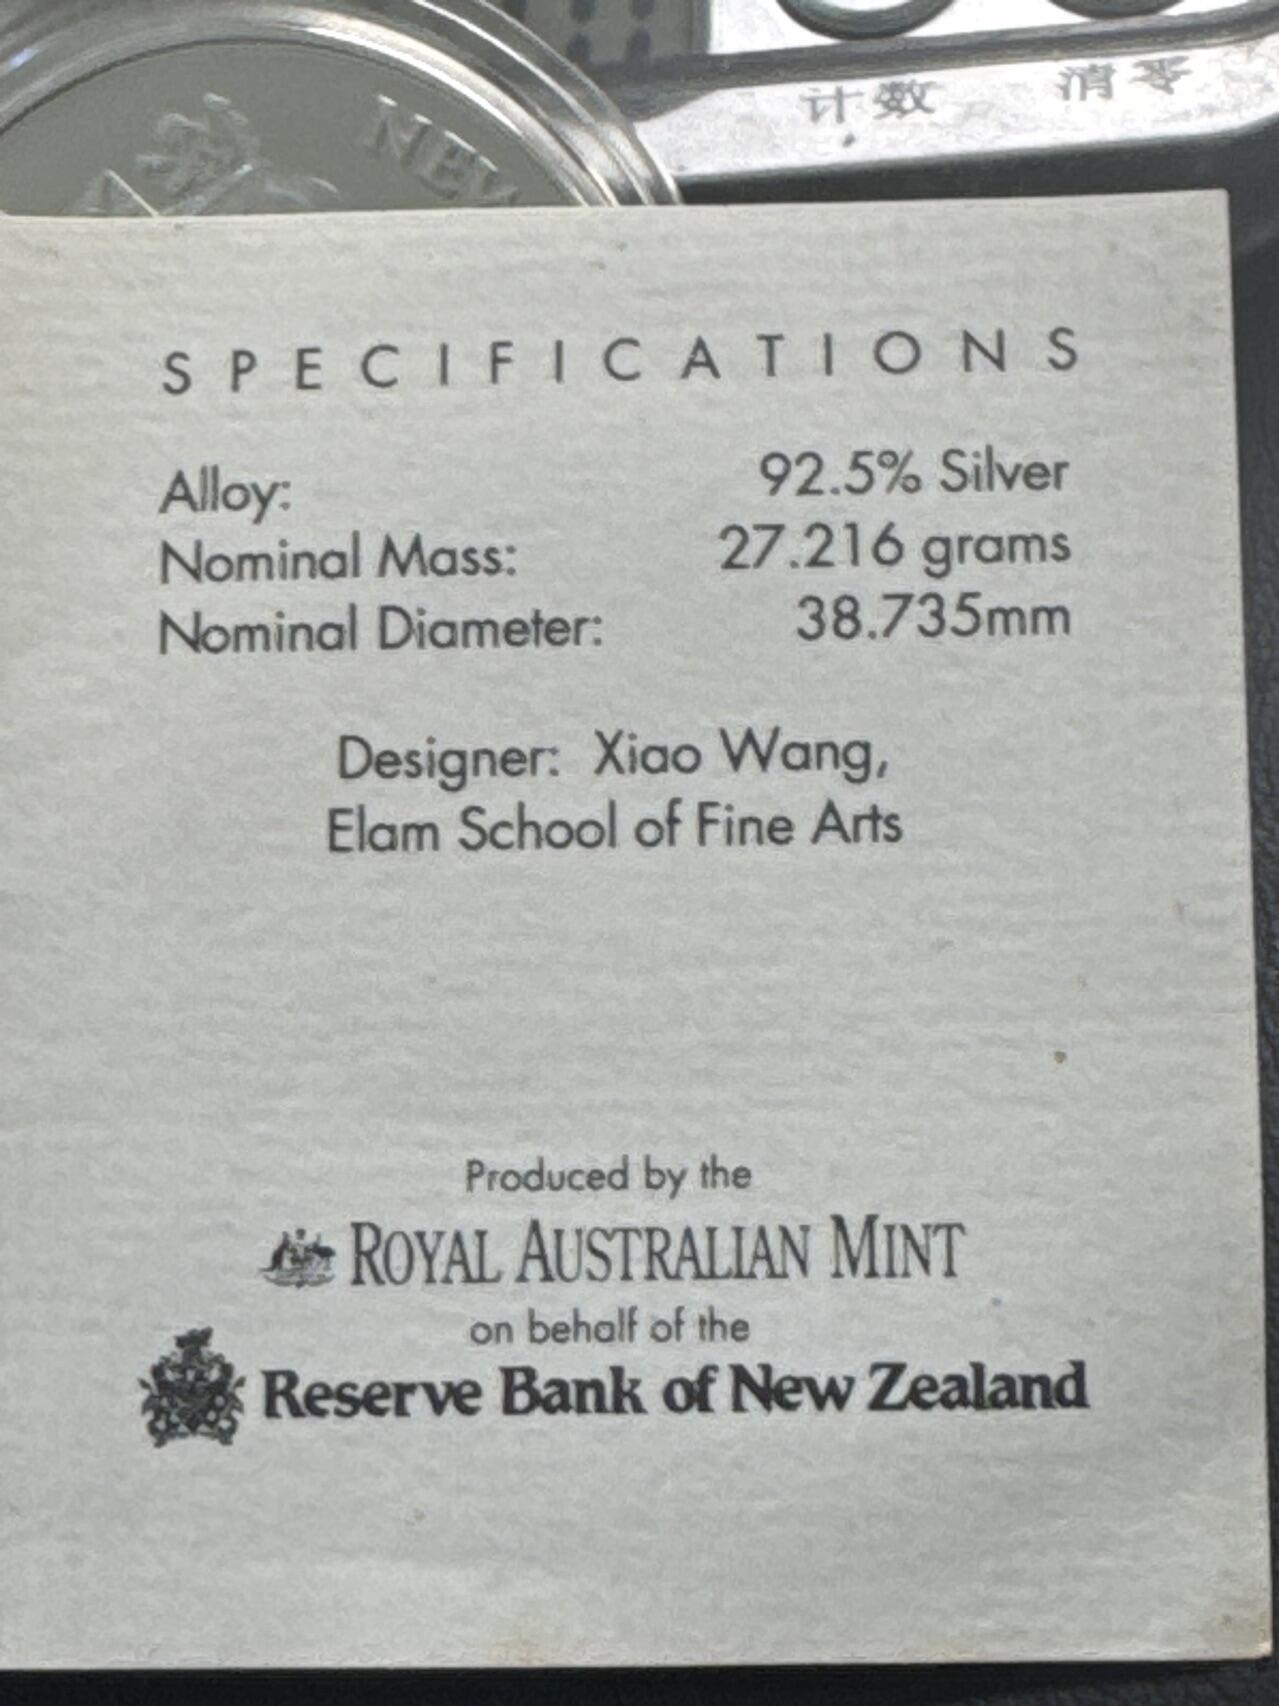 计数 清零
NEW
SPECIFICATIONS
Alloy: 92.5% Silver
Nominal Mass: 27.216 grams
Nominal Diameter: 38.735mm
Designer: Xiao Wang,
Elam School of Fine Arts
Produced by the
ROYAL AUSTRALIAN MINT
on behalf of the
Reserve Bank of New Zealand